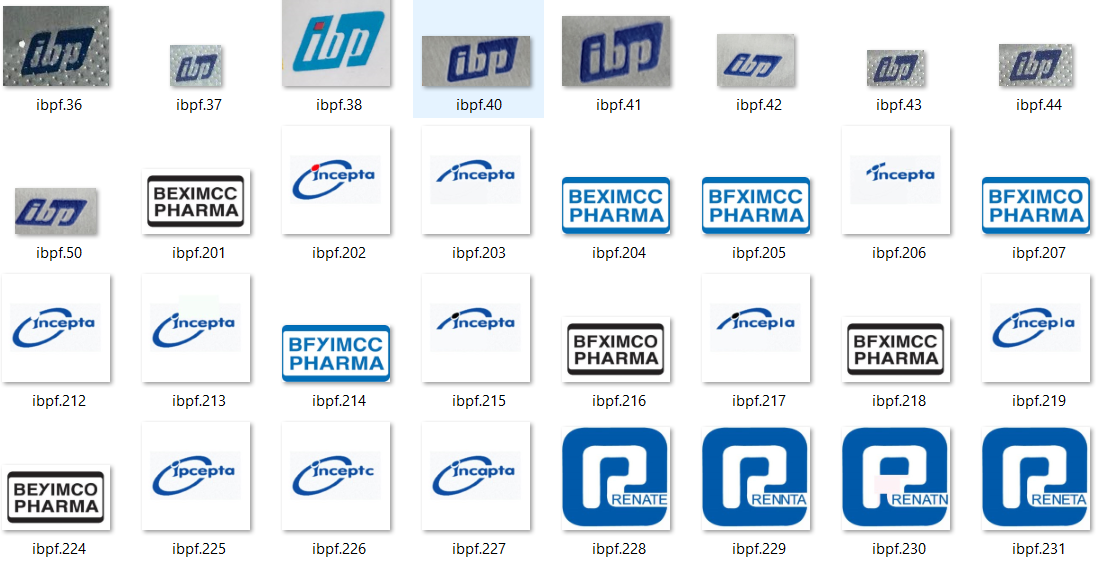 ibp ibp ibp ibp ibp ibp ibp ibp
ibpf.36 ibpf.37 ibpf.38 ibpf.40 ibpf.41 ibpf.42 ibpf.43 ibpf.44
ibp BEXIMCC PHARMA incepta incepta BEXIMCC PHARMA BFXIMCC PHARMA incepta BFXIMCO PHARMA
ibpf.50 ibpf.201 ibpf.202 ibpf.203 ibpf.204 ibpf.205 ibpf.206 ibpf.207
incepta incepta BFYIMCC PHARMA incepta BFXIMCO PHARMA incepla BFXIMCC PHARMA incepla
ibpf.212 ibpf.213 ibpf.214 ibpf.215 ibpf.216 ibpf.217 ibpf.218 ibpf.219
BEYIMCO PHARMA ipcepta inceptc incapta RENATE RENNTA RENATN RENETA
ibpf.224 ibpf.225 ibpf.226 ibpf.227 ibpf.228 ibpf.229 ibpf.230 ibpf.231